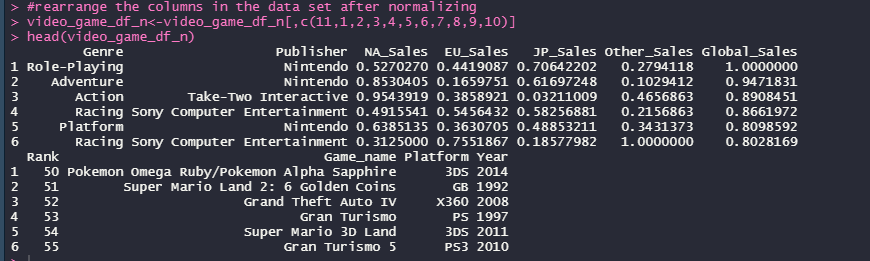 > #rearrange the columns in the data set after normalizing
> video_game_df_n<-video_game_df_n[,c(11,1,2,3,4,5,6,7,8,9,10)]
> head(video_game_df_n)
         Genre                   Publisher  NA_Sales  EU_Sales   JP_Sales Other_Sales Global_Sales
1 Role-Playing                    Nintendo 0.5270270 0.4419087 0.70642202   0.2794118    1.0000000
2    Adventure                    Nintendo 0.8530405 0.1659751 0.61697248   0.1029412    0.9471831
3       Action        Take-Two Interactive 0.9543919 0.3858921 0.03211009   0.4656863    0.8908451
4       Racing Sony Computer Entertainment 0.4915541 0.5456432 0.58256881   0.2156863    0.8661972
5     Platform                    Nintendo 0.6385135 0.3630705 0.48853211   0.3431373    0.8098592
6       Racing Sony Computer Entertainment 0.3125000 0.7551867 0.18577982   1.0000000    0.8028169
  Rank                                 Game_name Platform Year
1   50 Pokemon Omega Ruby/Pokemon Alpha Sapphire      3DS 2014
2   51         Super Mario Land 2: 6 Golden Coins       GB 1992
3   52                       Grand Theft Auto IV     X360 2008
4   53                              Gran Turismo       PS 1997
5   54                       Super Mario 3D Land      3DS 2011
6   55                            Gran Turismo 5      PS3 2010
>